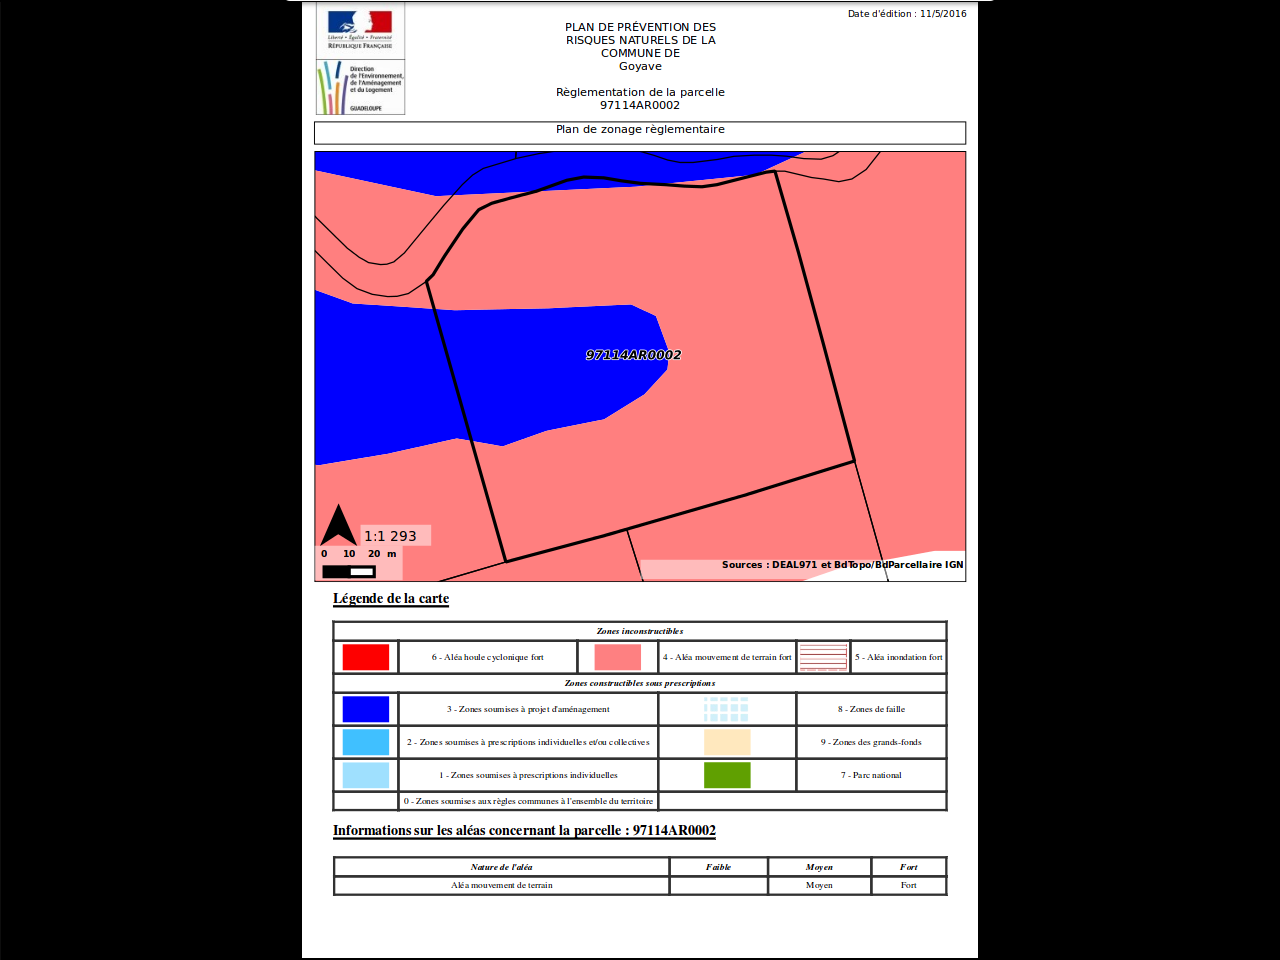 Date d'édition : 11/5/2016
Liberté • Égalité • Fraternité
RÉPUBLIQUE FRANÇAISE
Direction
de l'Environnement,
de l'Aménagement
et du Logement
GUADELOUPE
PLAN DE PRÉVENTION DES
RISQUES NATURELS DE LA
COMMUNE DE
Goyave
Règlementation de la parcelle
97114AR0002
Plan de zonage règlementaire
97114AR0002
1:1 293
0 10 20 m
Sources : DEAL971 et BdTopo/BdParcellaire IGN
Légende de la carte
Zones inconstructibles
6 - Aléa houle cyclonique fort
4 - Aléa mouvement de terrain fort
5 - Aléa inondation fort
Zones constructibles sous prescriptions
3 - Zones soumises à projet d'aménagement
8 - Zones de faille
2 - Zones soumises à prescriptions individuelles et/ou collectives
9 - Zones des grands-fonds
1 - Zones soumises à prescriptions individuelles
7 - Parc national
0 - Zones soumises aux règles communes à l'ensemble du territoire
Informations sur les aléas concernant la parcelle : 97114AR0002
Nature de l'aléa Faible Moyen Fort
Aléa mouvement de terrain Moyen Fort